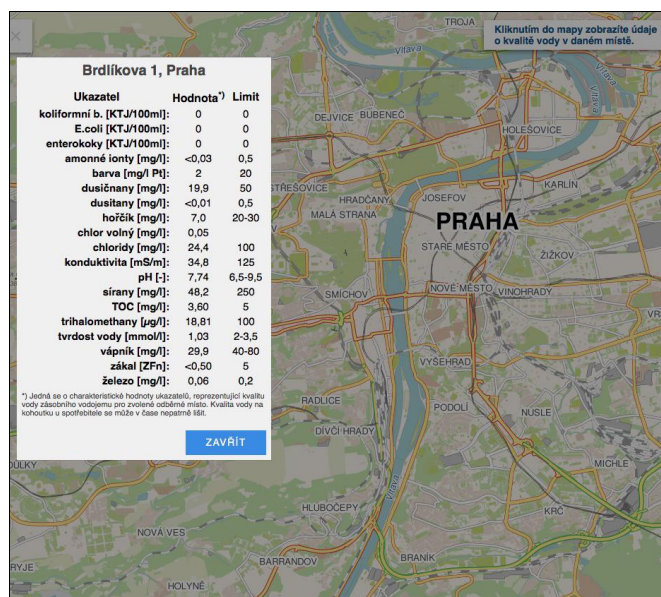 Kliknutím do mapy zobrazíte údaje
o kvalitě vody v daném místě.
Brdlíkova 1, Praha
Ukazatel Hodnota*) Limit
koliformní b. [KTJ/100ml]: 0 0
E.coli [KTJ/100ml]: 0 0
enterokoky [KTJ/100ml]: 0 0
amonné ionty [mg/l]: <0,03 0,5
barva [mg/l Pt]: 2 20
dusičnany [mg/l]: 19,9 50
dusitany [mg/l]: <0,01 0,5
hořčík [mg/l]: 7,0 20-30
chlor volný [mg/l]: 0,05
chloridy [mg/l]: 24,4 100
konduktivita [mS/m]: 34,8 125
pH [-]: 7,74 6,5-9,5
sírany [mg/l]: 48,2 250
TOC [mg/l]: 3,60 5
trihalomethany [µg/l]: 18,81 100
tvrdost vody [mmol/l]: 1,03 2-3,5
vápník [mg/l]: 29,9 40-80
zákal [ZFn]: <0,50 5
železo [mg/l]: 0,06 0,2
*) Jedná se o charakteristické hodnoty ukazatelů, reprezentující kvalitu
vody zásobního vodojemu pro zvolené odběrné místo. Kvalita vody na
kohoutku u spotřebitele se může v čase nepatrně lišit.
ZAVŘÍT
TROJA
Vltava
Vltava
DEJVICE
BUBENEČ
HOLEŠOVICE
KARLÍN
STŘEŠOVICE
HRADČANY
JOSEFOV
MALÁ STRANA
PRAHA
STARÉ MĚSTO
ŽIŽKOV
SMÍCHOV
NOVÉ MĚSTO
VINOHRADY
VYŠEHRAD
RADLICE
PODOLÍ
NUSLE
DÍVČÍ HRADY
MICHLE
Vltava
HLUBOČEPY
KRČ
NOVÁ VES
BARRANDOV
BRANÍK
HOLYNĚ